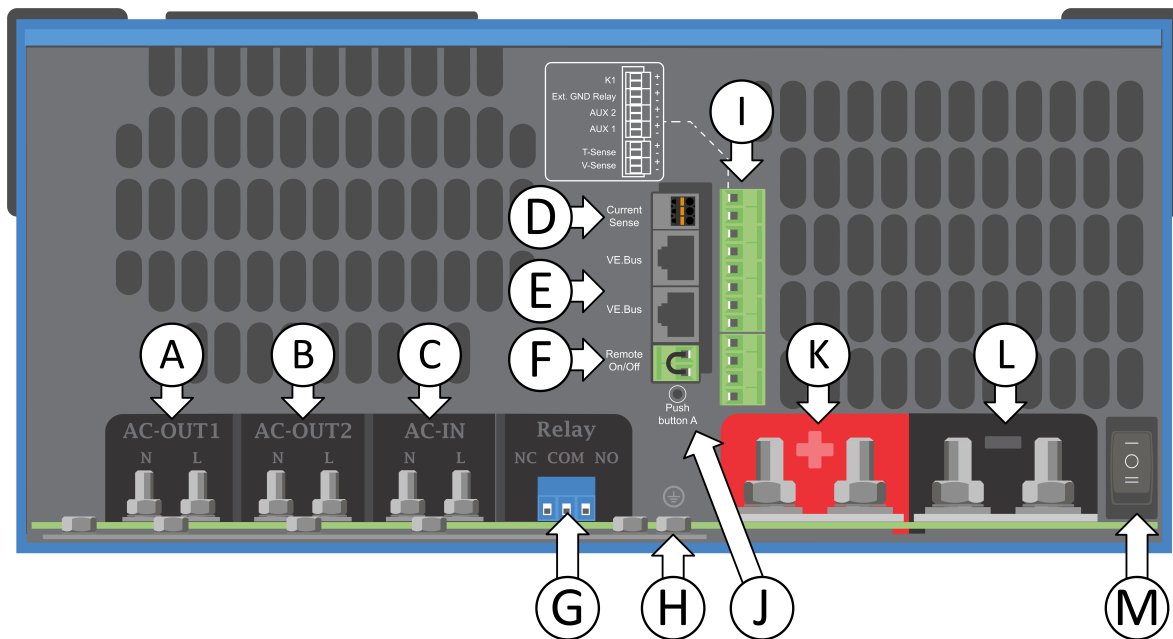 K1
+
-
Ext. GND Relay
+
-
AUX 2
+
-
AUX 1
+
-
T-Sense
+
-
V-Sense
+
-
I
D
Current
Sense
VE.Bus
E
VE.Bus
F
Remote
On/Off
Push
button A
A
B
C
K
L
AC-OUT1
AC-OUT2
AC-IN
Relay
N L
N L
N L
NC COM NO
+
-
G
H
J
M